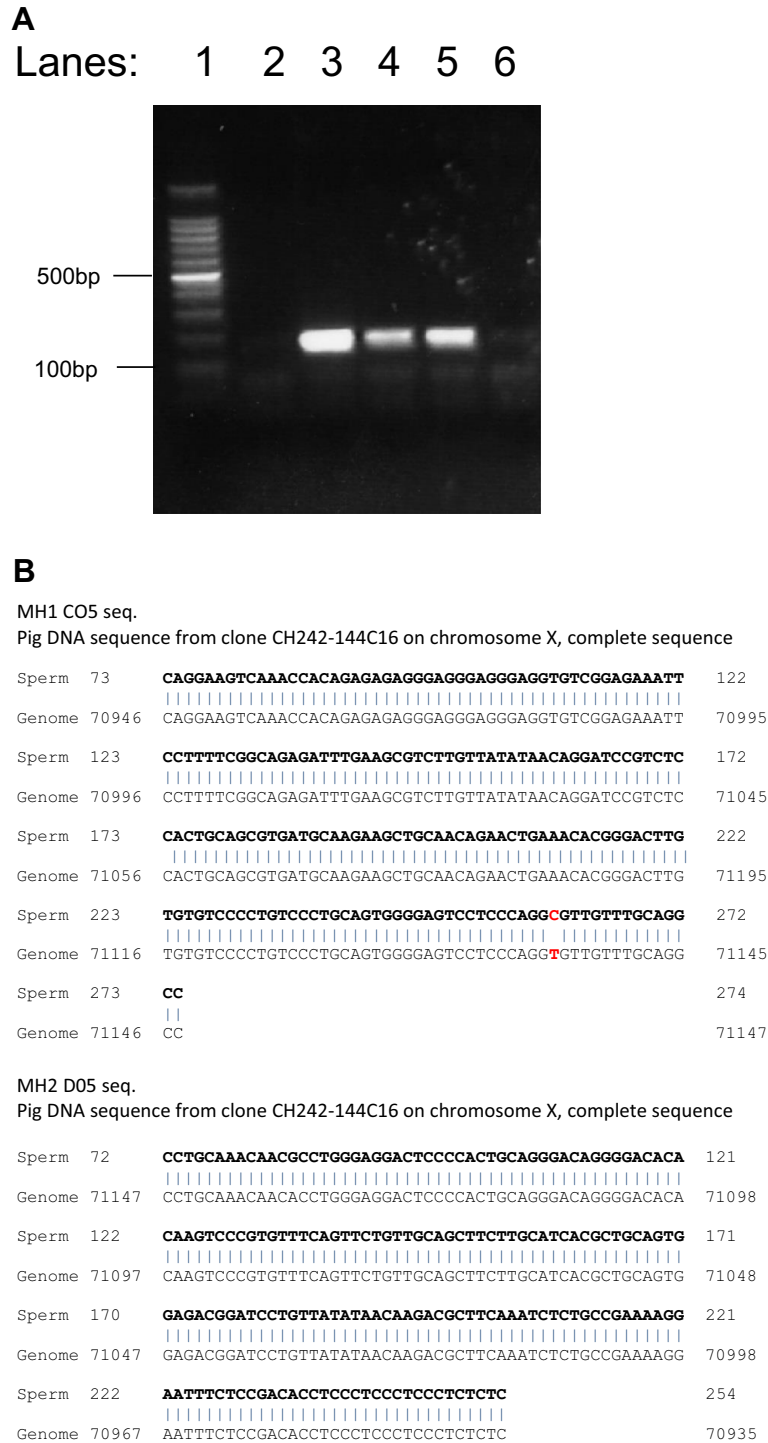 A
Lanes: 1 2 3 4 5 6
500bp
100bp
B
MH1 CO5 seq.
Pig DNA sequence from clone CH242-144C16 on chromosome X, complete sequence
Sperm 73 CAGGAAGTCAAACCACAGAGAGAGGGAGGGAGGGAGGTGTCGGAGAAATT 122
Genome 70946 CAGGAAGTCAAACCACAGAGAGAGGGAGGGAGGGAGGTGTCGGAGAAATT 70995
Sperm 123 CCTTTTCGGCAGAGATTTGAAGCGTCTTGTTATATAACAGGATCCGTCTC 172
Genome 70996 CCTTTTCGGCAGAGATTTGAAGCGTCTTGTTATATAACAGGATCCGTCTC 71045
Sperm 173 CACTGCAGCGTGATGCAAGAAGCTGCAACAGAACTGAAACACGGGACTTG 222
Genome 71056 CACTGCAGCGTGATGCAAGAAGCTGCAACAGAACTGAAACACGGGACTTG 71195
Sperm 223 TGTGTCCCCTGTCCCTGCAGTGGGGAGTCCTCCCAGGCGTTGTTTGCAGG 272
Genome 71116 TGTGTCCCCTGTCCCTGCAGTGGGGAGTCCTCCCAGGTGTTGTTTGCAGG 71145
Sperm 273 CC 274
Genome 71146 CC 71147
MH2 D05 seq.
Pig DNA sequence from clone CH242-144C16 on chromosome X, complete sequence
Sperm 72 CCTGCAAACAACGCCTGGGAGGACTCCCCACTGCAGGGACAGGGGACACA 121
Genome 71147 CCTGCAAACAACACCTGGGAGGACTCCCCACTGCAGGGACAGGGGACACA 71098
Sperm 122 CAAGTCCCGTGTTTCAGTTCTGTTGCAGCTTCTTGCATCACGCTGCAGTG 171
Genome 71097 CAAGTCCCGTGTTTCAGTTCTGTTGCAGCTTCTTGCATCACGCTGCAGTG 71048
Sperm 170 GAGACGGATCCTGTTATATAACAAGACGCTTCAAATCTCTGCCGAAAAGG 221
Genome 71047 GAGACGGATCCTGTTATATAACAAGACGCTTCAAATCTCTGCCGAAAAGG 70998
Sperm 222 AATTTCTCCGACACCTCCCTCCCTCCCTCTCTC 254
Genome 70967 AATTTCTCCGACACCTCCCTCCCTCCCTCTCTC 70935